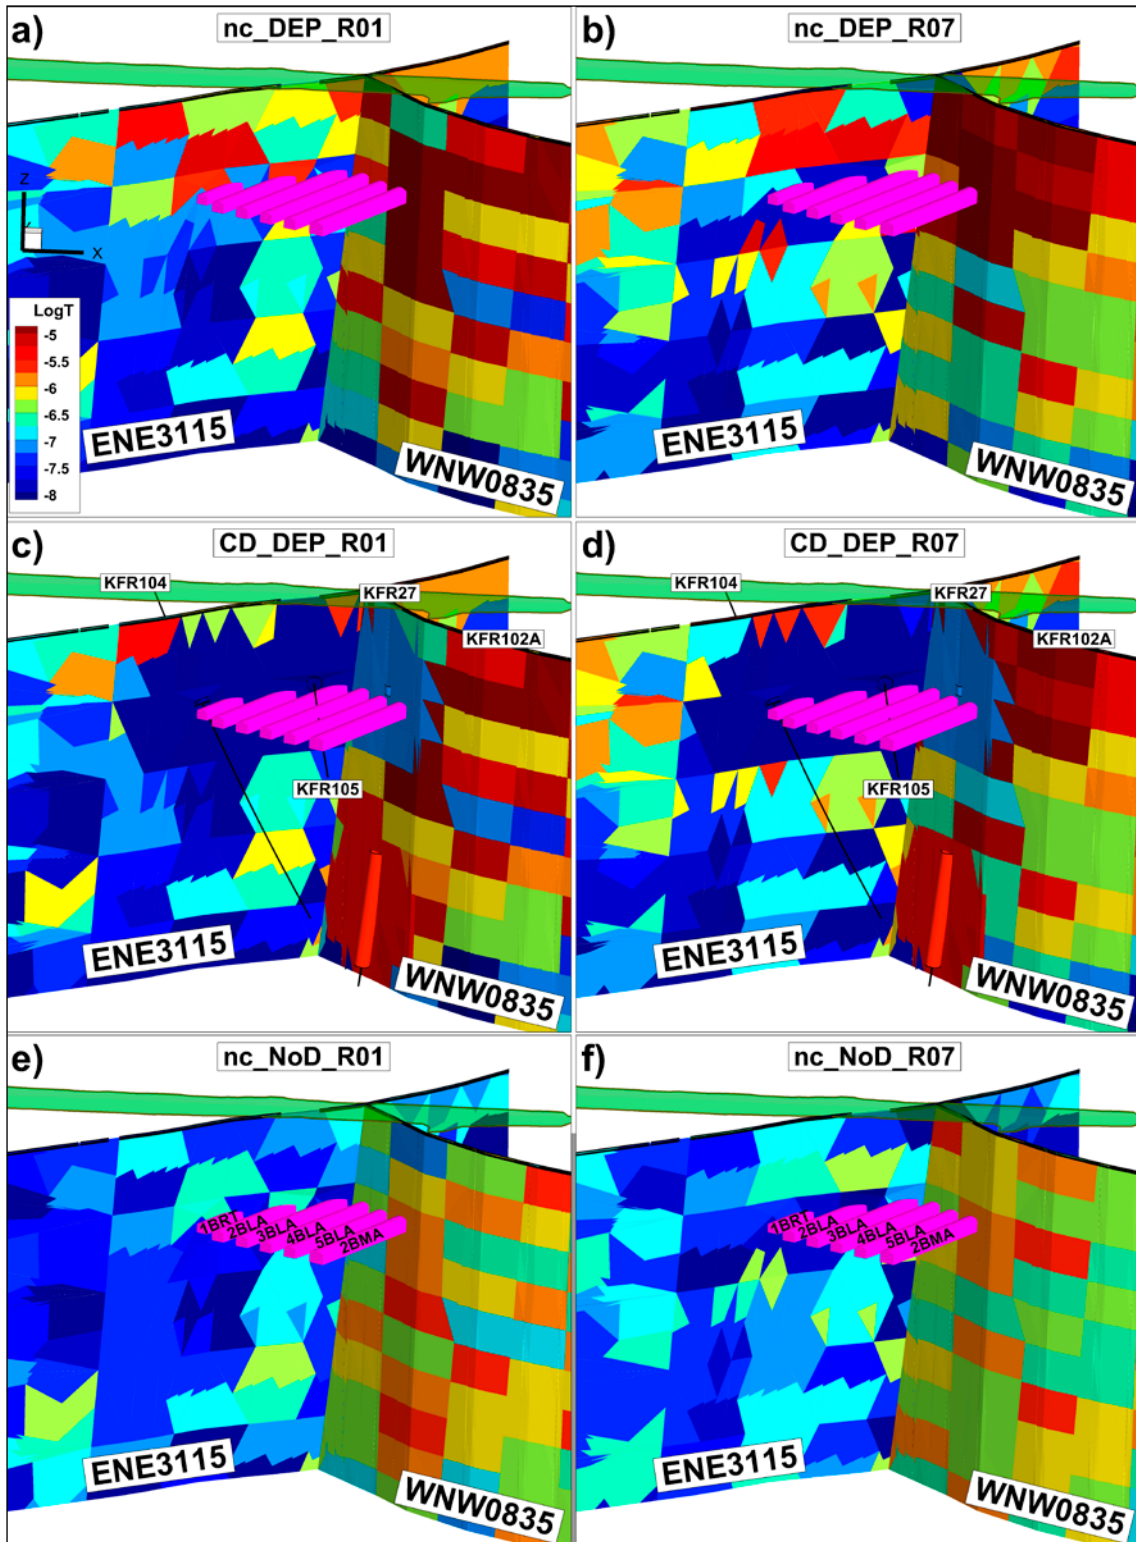 a)
nc_DEP_R01
Z
X
LogT
-5
-5.5
-6
-6.5
-7
-7.5
-8
ENE3115
WNW0835
b)
nc_DEP_R07
ENE3115
WNW0835
c)
CD_DEP_R01
KFR104
KFR27
KFR102A
KFR105
ENE3115
WNW0835
d)
CD_DEP_R07
KFR104
KFR27
KFR102A
KFR105
ENE3115
WNW0835
e)
nc_NoD_R01
1BRT
2BLA
3BLA
4BLA
5BLA
2BMA
ENE3115
WNW0835
f)
nc_NoD_R07
1BRT
2BLA
3BLA
4BLA
5BLA
2BMA
ENE3115
WNW0835